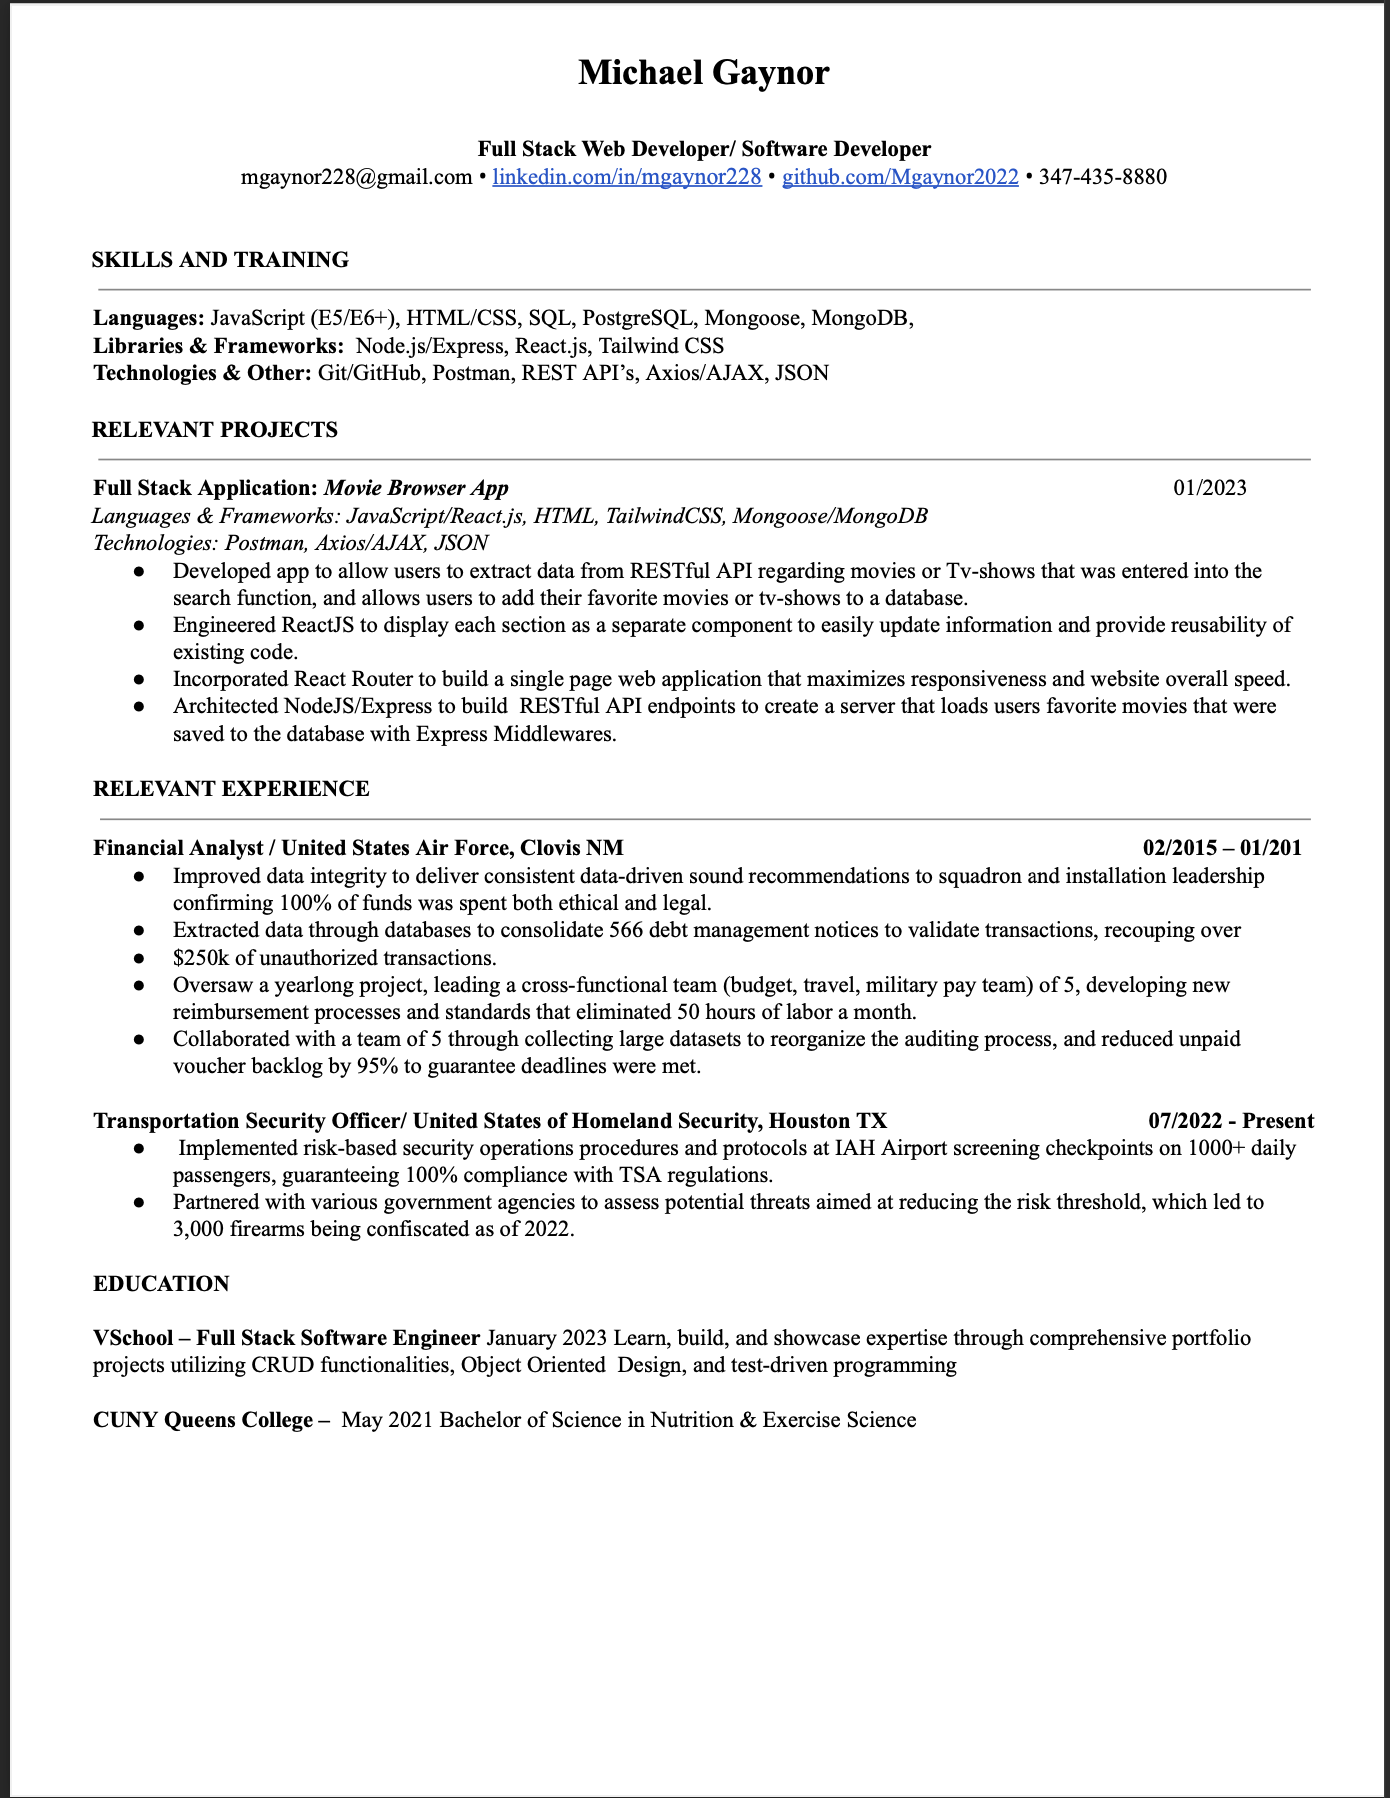 Michael Gaynor
Full Stack Web Developer/ Software Developer
mgaynor228@gmail.com • linkedin.com/in/mgaynor228 • github.com/Mgaynor2022 • 347-435-8880
SKILLS AND TRAINING
Languages: JavaScript (E5/E6+), HTML/CSS, SQL, PostgreSQL, Mongoose, MongoDB,
Libraries & Frameworks:  Node.js/Express, React.js, Tailwind CSS
Technologies & Other: Git/GitHub, Postman, REST API’s, Axios/AJAX, JSON
RELEVANT PROJECTS
Full Stack Application: Movie Browser App 01/2023
Languages & Frameworks: JavaScript/React.js, HTML, TailwindCSS, Mongoose/MongoDB
Technologies: Postman, Axios/AJAX, JSON
● Developed app to allow users to extract data from RESTful API regarding movies or Tv-shows that was entered into the
search function, and allows users to add their favorite movies or tv-shows to a database.
● Engineered ReactJS to display each section as a separate component to easily update information and provide reusability of
existing code.
● Incorporated React Router to build a single page web application that maximizes responsiveness and website overall speed.
● Architected NodeJS/Express to build  RESTful API endpoints to create a server that loads users favorite movies that were
saved to the database with Express Middlewares.
RELEVANT EXPERIENCE
Financial Analyst / United States Air Force, Clovis NM 02/2015 – 01/201
● Improved data integrity to deliver consistent data-driven sound recommendations to squadron and installation leadership
confirming 100% of funds was spent both ethical and legal.
● Extracted data through databases to consolidate 566 debt management notices to validate transactions, recouping over
● $250k of unauthorized transactions.
● Oversaw a yearlong project, leading a cross-functional team (budget, travel, military pay team) of 5, developing new
reimbursement processes and standards that eliminated 50 hours of labor a month.
● Collaborated with a team of 5 through collecting large datasets to reorganize the auditing process, and reduced unpaid
voucher backlog by 95% to guarantee deadlines were met.
Transportation Security Officer/ United States of Homeland Security, Houston TX 07/2022 - Present
● Implemented risk-based security operations procedures and protocols at IAH Airport screening checkpoints on 1000+ daily
passengers, guaranteeing 100% compliance with TSA regulations.
● Partnered with various government agencies to assess potential threats aimed at reducing the risk threshold, which led to
3,000 firearms being confiscated as of 2022.
EDUCATION
VSchool – Full Stack Software Engineer January 2023 Learn, build, and showcase expertise through comprehensive portfolio
projects utilizing CRUD functionalities, Object Oriented  Design, and test-driven programming
CUNY Queens College –  May 2021 Bachelor of Science in Nutrition & Exercise Science